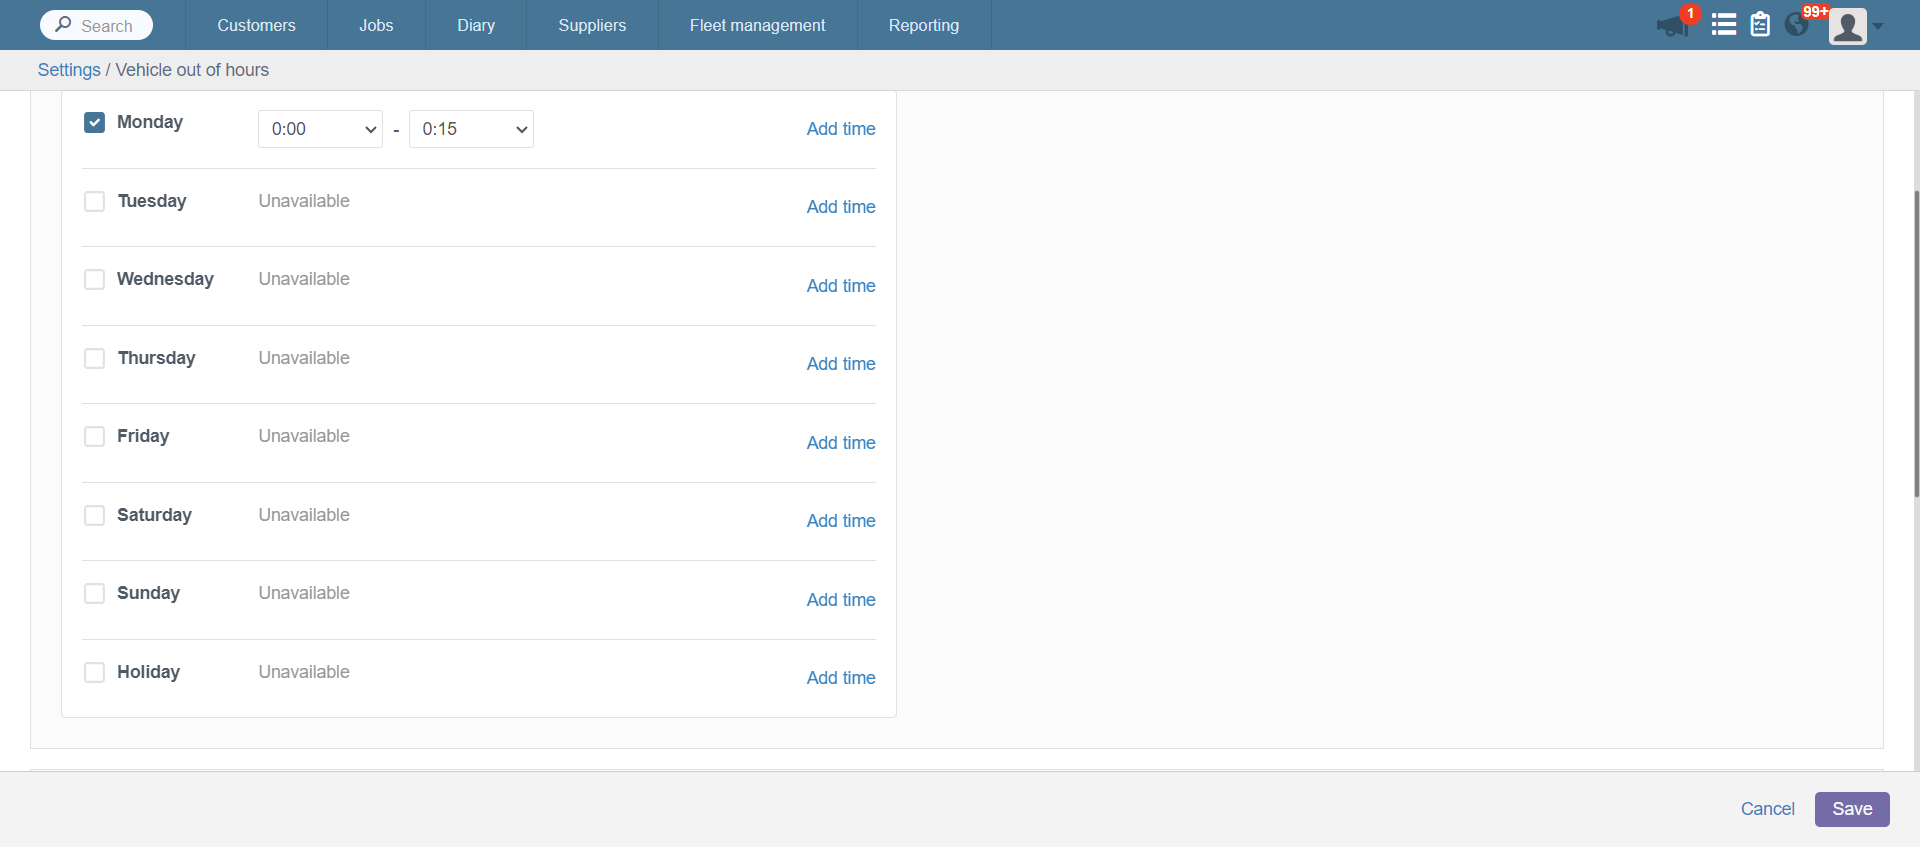 Search Customers Jobs Diary Suppliers Fleet management Reporting 1 99+
Settings / Vehicle out of hours
Monday 0:00 - 0:15 Add time
Tuesday Unavailable Add time
Wednesday Unavailable Add time
Thursday Unavailable Add time
Friday Unavailable Add time
Saturday Unavailable Add time
Sunday Unavailable Add time
Holiday Unavailable Add time
Cancel Save